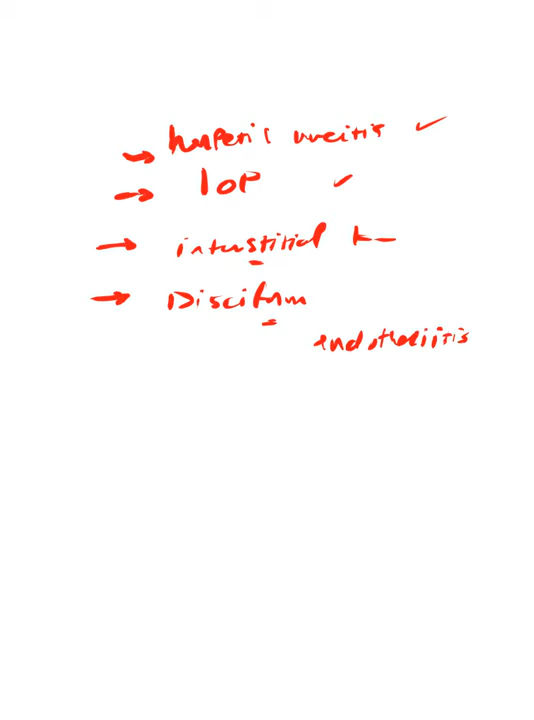 → herpetic uveitis ✓
→ IOP ✓
→ interstitial K—
→ Disciform
endotheliitis